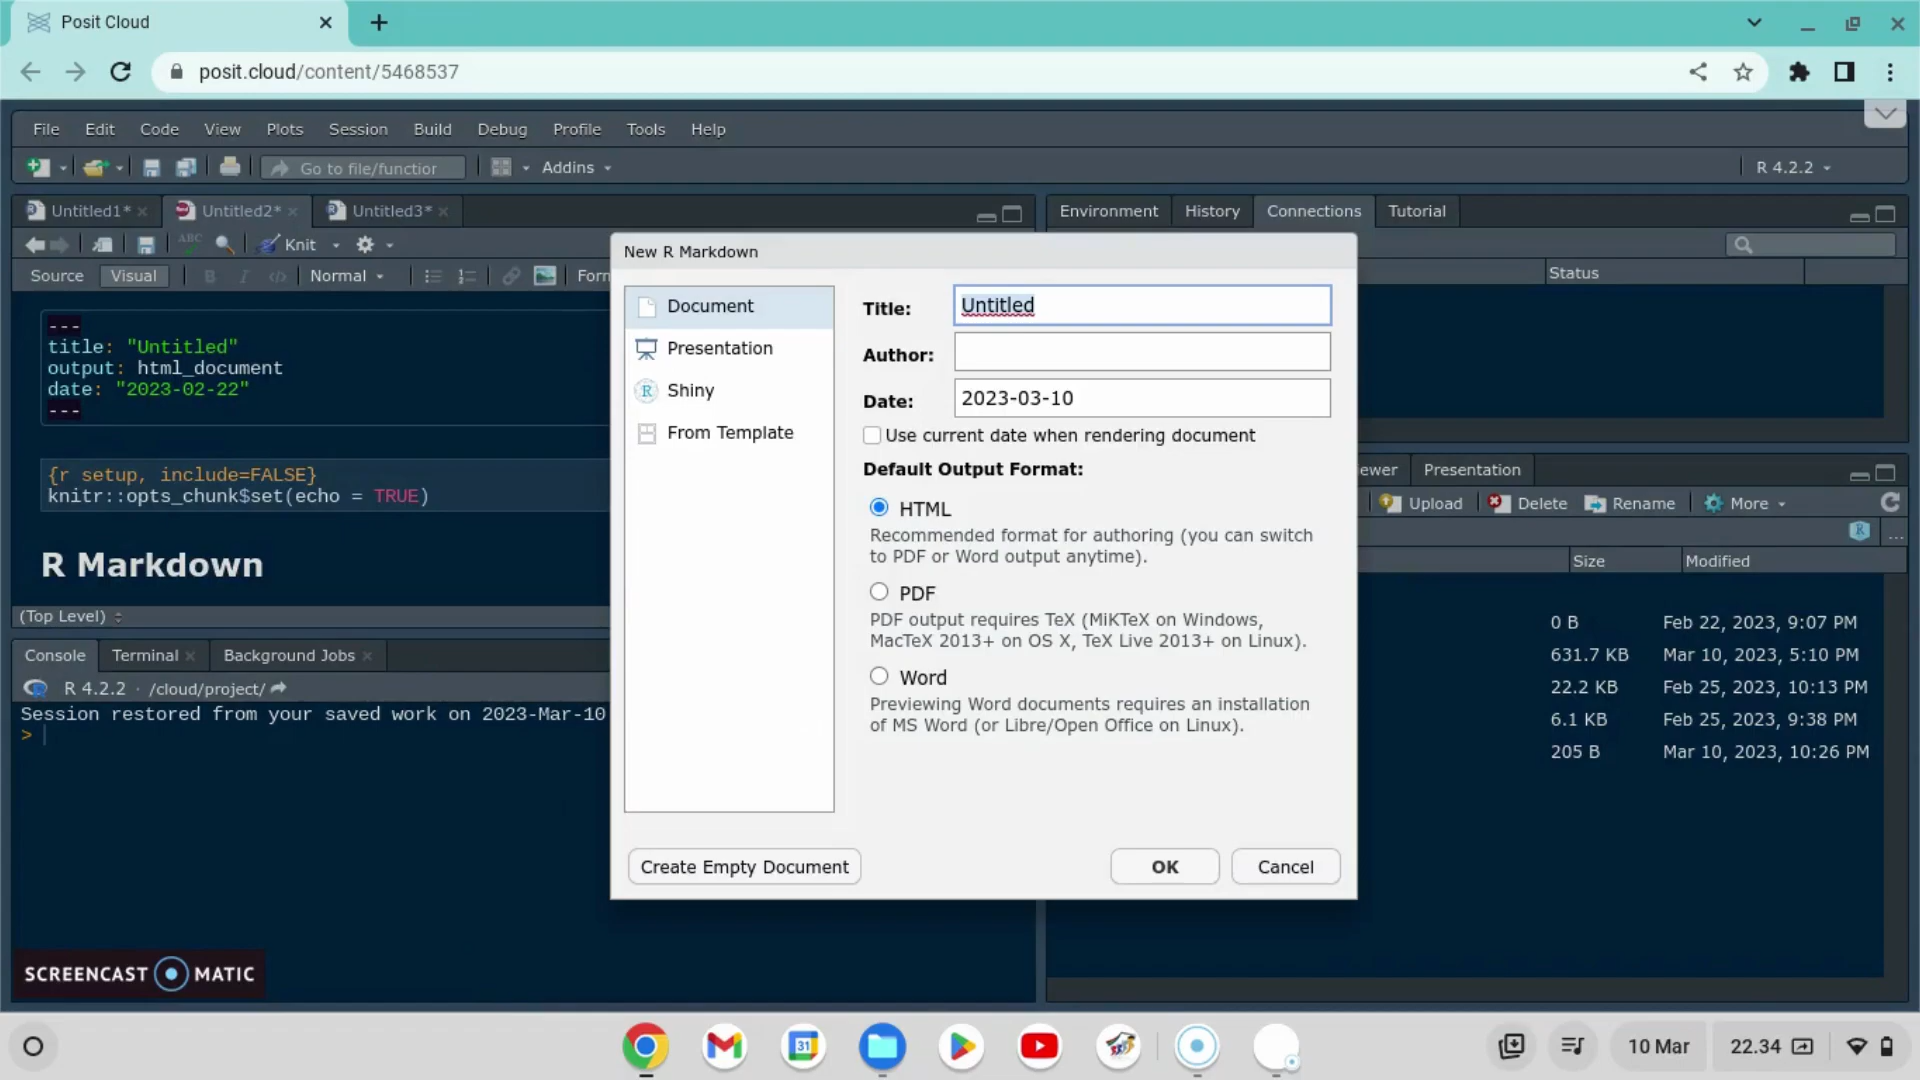 Posit Cloud
posit.cloud/content/5468537
File Edit Code View Plots Session Build Debug Profile Tools Help
Go to file/functior Addins R 4.2.2
Untitled1* Untitled2* Untitled3*
Environment History Connections Tutorial
ABC Knit
Source Visual B I </> Normal Forn
Status
---
title: "Untitled"
output: html_document
date: "2023-02-22"
---
{r setup, include=FALSE}
knitr::opts_chunk$set(echo = TRUE)
R Markdown
(Top Level)
Console Terminal Background Jobs
R 4.2.2 · /cloud/project/
Session restored from your saved work on 2023-Mar-10
>
New R Markdown
Document
Presentation
Shiny
From Template
Title: Untitled
Author:
Date: 2023-03-10
Use current date when rendering document
Default Output Format:
HTML
Recommended format for authoring (you can switch
to PDF or Word output anytime).
PDF
PDF output requires TeX (MiKTeX on Windows,
MacTeX 2013+ on OS X, TeX Live 2013+ on Linux).
Word
Previewing Word documents requires an installation
of MS Word (or Libre/Open Office on Linux).
Create Empty Document OK Cancel
ewer Presentation
Upload Delete Rename More
R ...
Size Modified
0 B Feb 22, 2023, 9:07 PM
631.7 KB Mar 10, 2023, 5:10 PM
22.2 KB Feb 25, 2023, 10:13 PM
6.1 KB Feb 25, 2023, 9:38 PM
205 B Mar 10, 2023, 10:26 PM
SCREENCAST MATIC
31
10 Mar 22.34